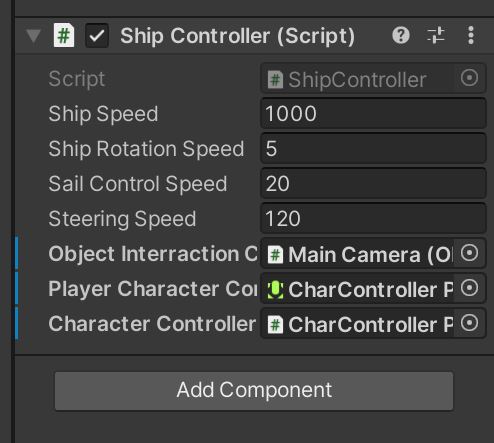 Ship Controller (Script)
Script ShipController
Ship Speed 1000
Ship Rotation Speed 5
Sail Control Speed 20
Steering Speed 120
Object Interraction C Main Camera (O
Player Character Co CharController P
Character Controller CharController P
Add Component